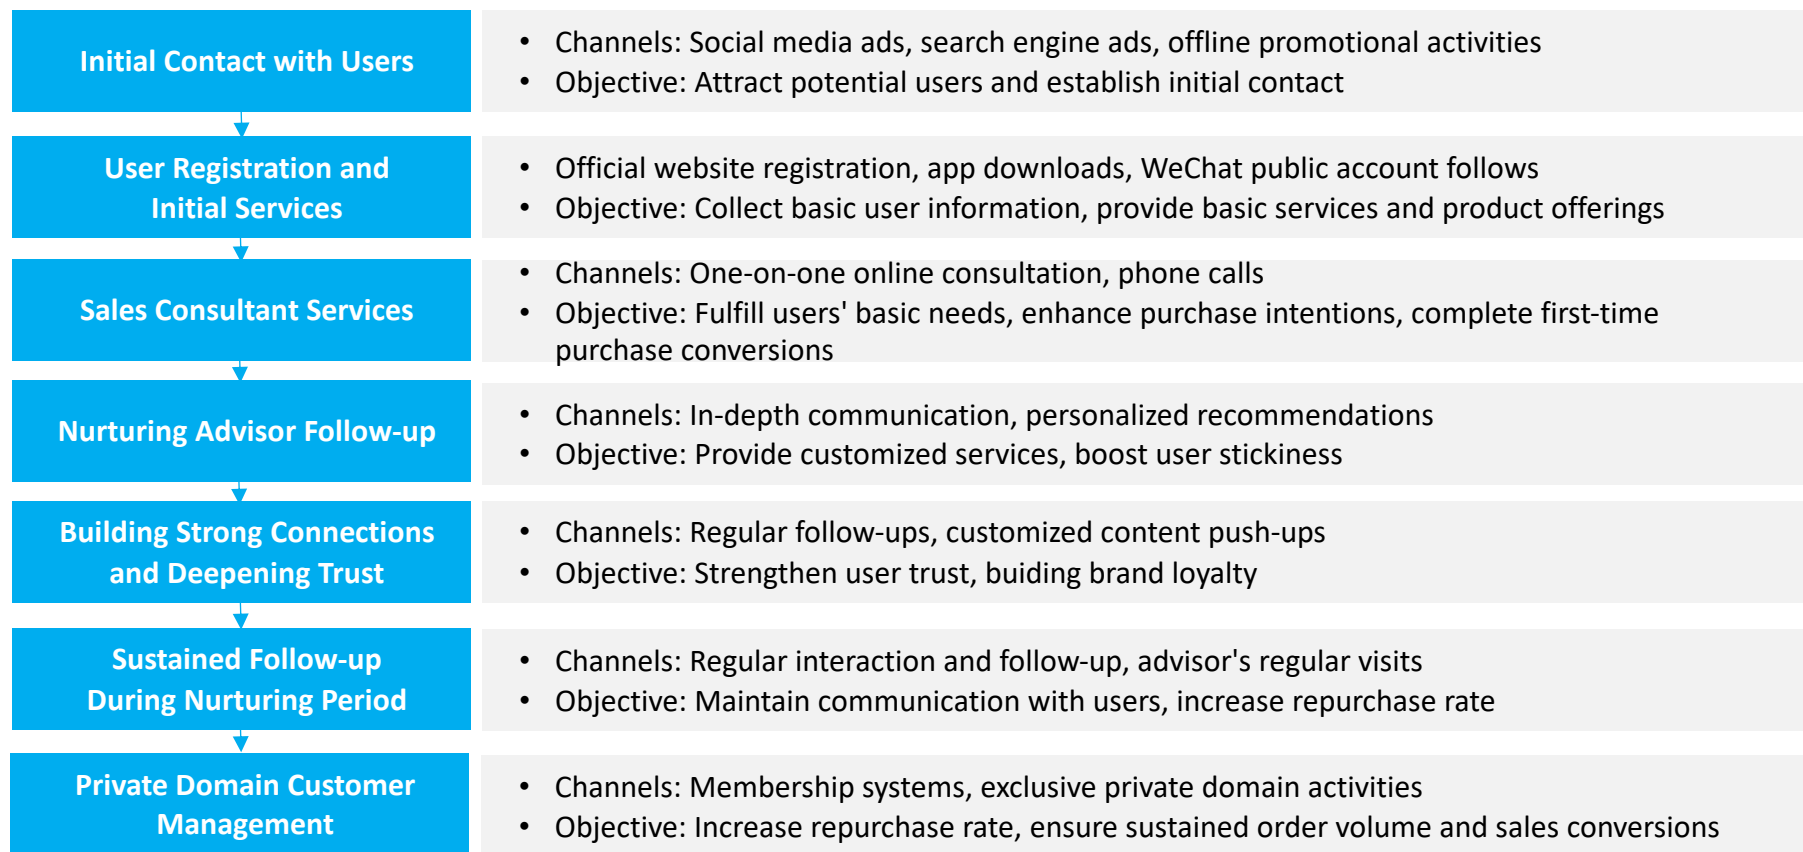 Initial Contact with Users
• Channels: Social media ads, search engine ads, offline promotional activities
• Objective: Attract potential users and establish initial contact
User Registration and
Initial Services
• Official website registration, app downloads, WeChat public account follows
• Objective: Collect basic user information, provide basic services and product offerings
Sales Consultant Services
• Channels: One-on-one online consultation, phone calls
• Objective: Fulfill users' basic needs, enhance purchase intentions, complete first-time
purchase conversions
Nurturing Advisor Follow-up
• Channels: In-depth communication, personalized recommendations
• Objective: Provide customized services, boost user stickiness
Building Strong Connections
and Deepening Trust
• Channels: Regular follow-ups, customized content push-ups
• Objective: Strengthen user trust, buiding brand loyalty
Sustained Follow-up
During Nurturing Period
• Channels: Regular interaction and follow-up, advisor's regular visits
• Objective: Maintain communication with users, increase repurchase rate
Private Domain Customer
Management
• Channels: Membership systems, exclusive private domain activities
• Objective: Increase repurchase rate, ensure sustained order volume and sales conversions